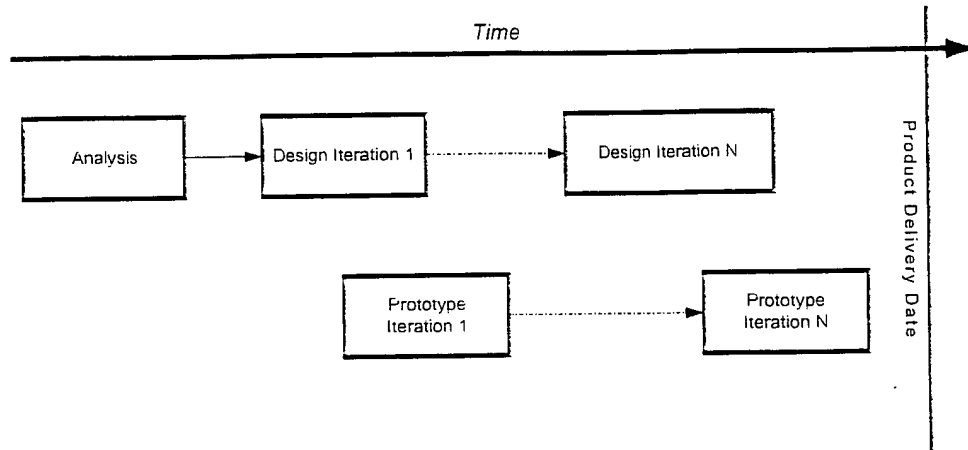 Time
Analysis
Design Iteration 1
Design Iteration N
Prototype
Iteration 1
Prototype
Iteration N
Product Delivery Date